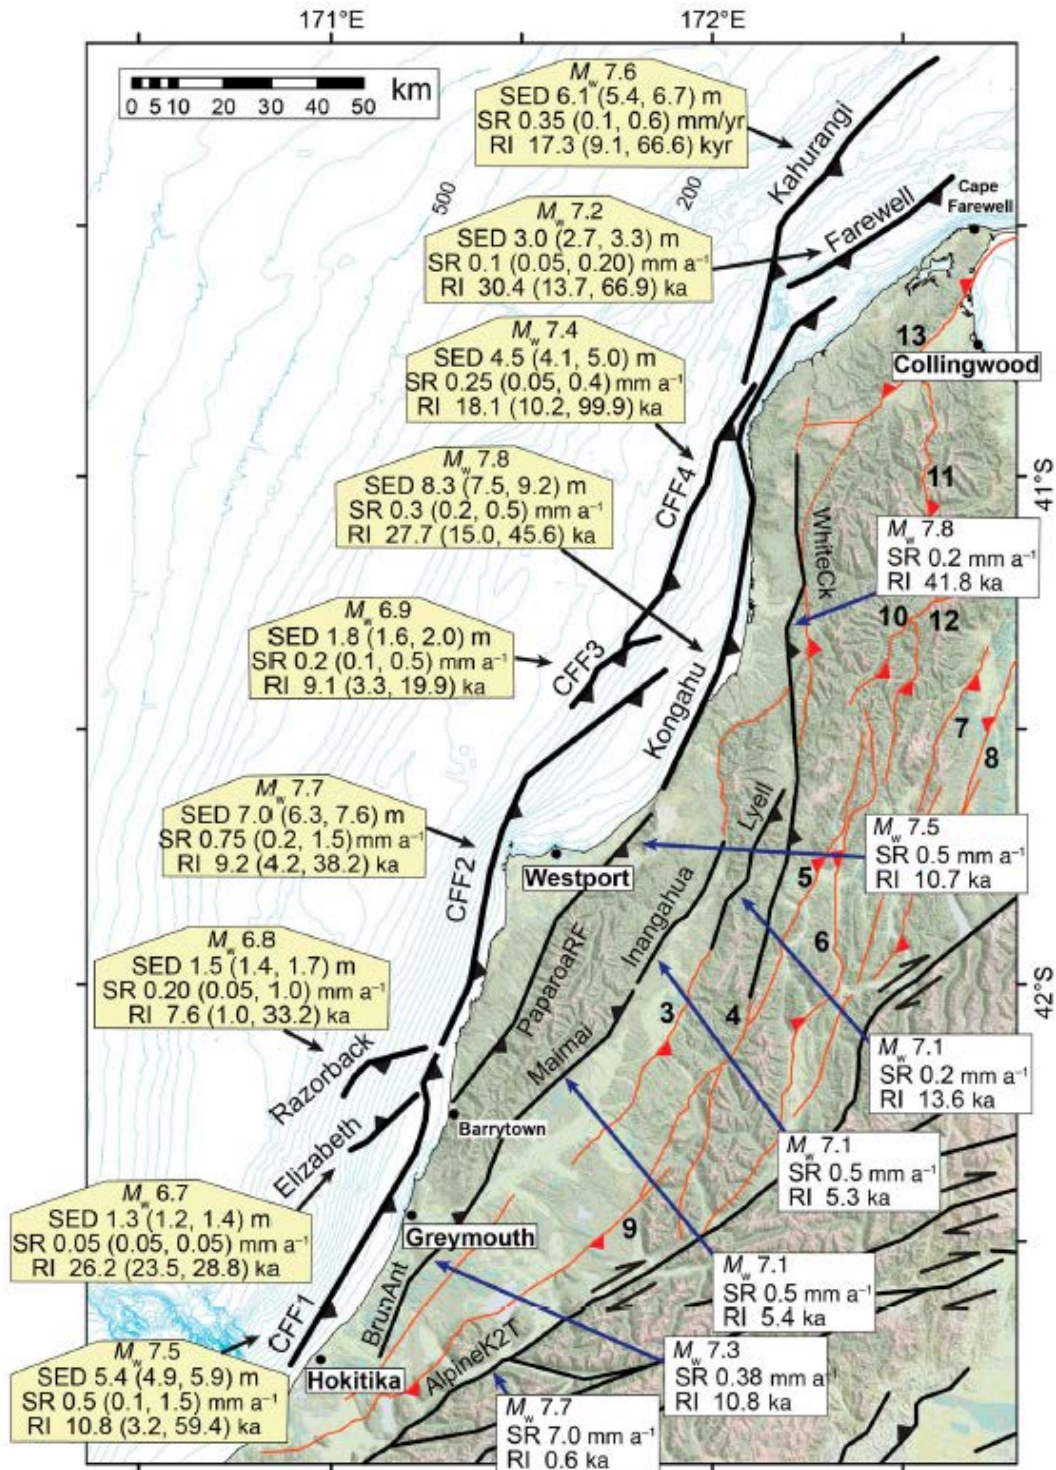 171°E
172°E
km
0 5 10 20 30 40 50
M_w 7.6
SED 6.1 (5.4, 6.7) m
SR 0.35 (0.1, 0.6) mm/yr
RI 17.3 (9.1, 66.6) kyr
Kahurangi
500
200
Cape
Farewell
Farewell
M_w 7.2
SED 3.0 (2.7, 3.3) m
SR 0.1 (0.05, 0.20) mm a⁻¹
RI 30.4 (13.7, 66.9) ka
13
Collingwood
M_w 7.4
SED 4.5 (4.1, 5.0) m
SR 0.25 (0.05, 0.4) mm a⁻¹
RI 18.1 (10.2, 99.9) ka
M_w 7.8
SED 8.3 (7.5, 9.2) m
SR 0.3 (0.2, 0.5) mm a⁻¹
RI 27.7 (15.0, 45.6) ka
CFF4
11
41°S
WhiteCk
M_w 7.8
SR 0.2 mm a⁻¹
RI 41.8 ka
10
12
M_w 6.9
SED 1.8 (1.6, 2.0) m
SR 0.2 (0.1, 0.5) mm a⁻¹
RI 9.1 (3.3, 19.9) ka
CFF3
Kongahu
7
8
M_w 7.7
SED 7.0 (6.3, 7.6) m
SR 0.75 (0.2, 1.5) mm a⁻¹
RI 9.2 (4.2, 38.2) ka
Lyell
M_w 7.5
SR 0.5 mm a⁻¹
RI 10.7 ka
CFF2
Westport
5
Inangahua
6
M_w 6.8
SED 1.5 (1.4, 1.7) m
SR 0.20 (0.05, 1.0) mm a⁻¹
RI 7.6 (1.0, 33.2) ka
PaparoaRF
42°S
3
4
Maimai
Razorback
M_w 7.1
SR 0.2 mm a⁻¹
RI 13.6 ka
Barrytown
Elizabeth
M_w 7.1
SR 0.5 mm a⁻¹
RI 5.3 ka
M_w 6.7
SED 1.3 (1.2, 1.4) m
SR 0.05 (0.05, 0.05) mm a⁻¹
RI 26.2 (23.5, 28.8) ka
Greymouth
9
M_w 7.1
SR 0.5 mm a⁻¹
RI 5.4 ka
CFF1
BrunAnt
M_w 7.5
SED 5.4 (4.9, 5.9) m
SR 0.5 (0.1, 1.5) mm a⁻¹
RI 10.8 (3.2, 59.4) ka
Hokitika
AlpineK2T
M_w 7.3
SR 0.38 mm a⁻¹
RI 10.8 ka
M_w 7.7
SR 7.0 mm a⁻¹
RI 0.6 ka